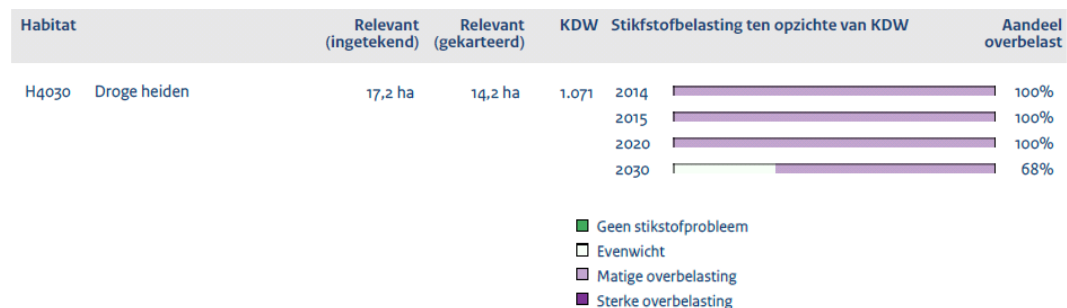 Habitat Relevant Relevant KDW Stikfstofbelasting ten opzichte van KDW Aandeel
(ingetekend) (gekarteerd) overbelast
H4030 Droge heiden 17,2 ha 14,2 ha 1.071 2014 100%
2015 100%
2020 100%
2030 68%
Geen stikstofprobleem
Evenwicht
Matige overbelasting
Sterke overbelasting